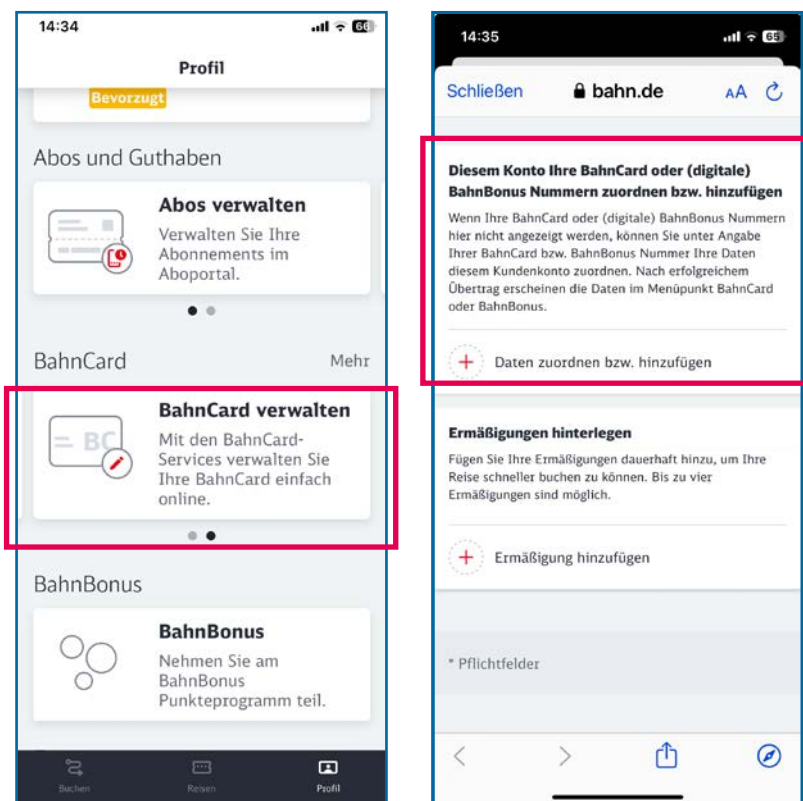 14:34
66
Profil
Bevorzugt
Abos und Guthaben
Abos verwalten
Verwalten Sie Ihre
Abonnements im
Aboportal.
BahnCard
Mehr
BC
BahnCard verwalten
Mit den BahnCard-
Services verwalten Sie
Ihre BahnCard einfach
online.
BahnBonus
BahnBonus
Nehmen Sie am
BahnBonus
Punkteprogramm teil.
Buchen
Reisen
Profil
14:35
65
Schließen
bahn.de
AA
Diesem Konto Ihre BahnCard oder (digitale)
BahnBonus Nummern zuordnen bzw. hinzufügen
Wenn Ihre BahnCard oder (digitale) BahnBonus Nummern
hier nicht angezeigt werden, können Sie unter Angabe
Ihrer BahnCard bzw. BahnBonus Nummer Ihre Daten
diesem Kundenkonto zuordnen. Nach erfolgreichem
Übertrag erscheinen die Daten im Menüpunkt BahnCard
oder BahnBonus.
Daten zuordnen bzw. hinzufügen
Ermäßigungen hinterlegen
Fügen Sie Ihre Ermäßigungen dauerhaft hinzu, um Ihre
Reise schneller buchen zu können. Bis zu vier
Ermäßigungen sind möglich.
Ermäßigung hinzufügen
* Pflichtfelder